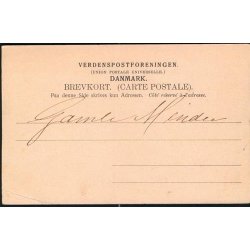 VERDENSPOSTFORENINGEN.
(UNION POSTALE UNIVERSELLE.)
DANMARK.
BREVKORT. (CARTE POSTALE).
Paa denne Side skrives kun Adressen. Côté réservé à l'adresse.
Gamle Minder